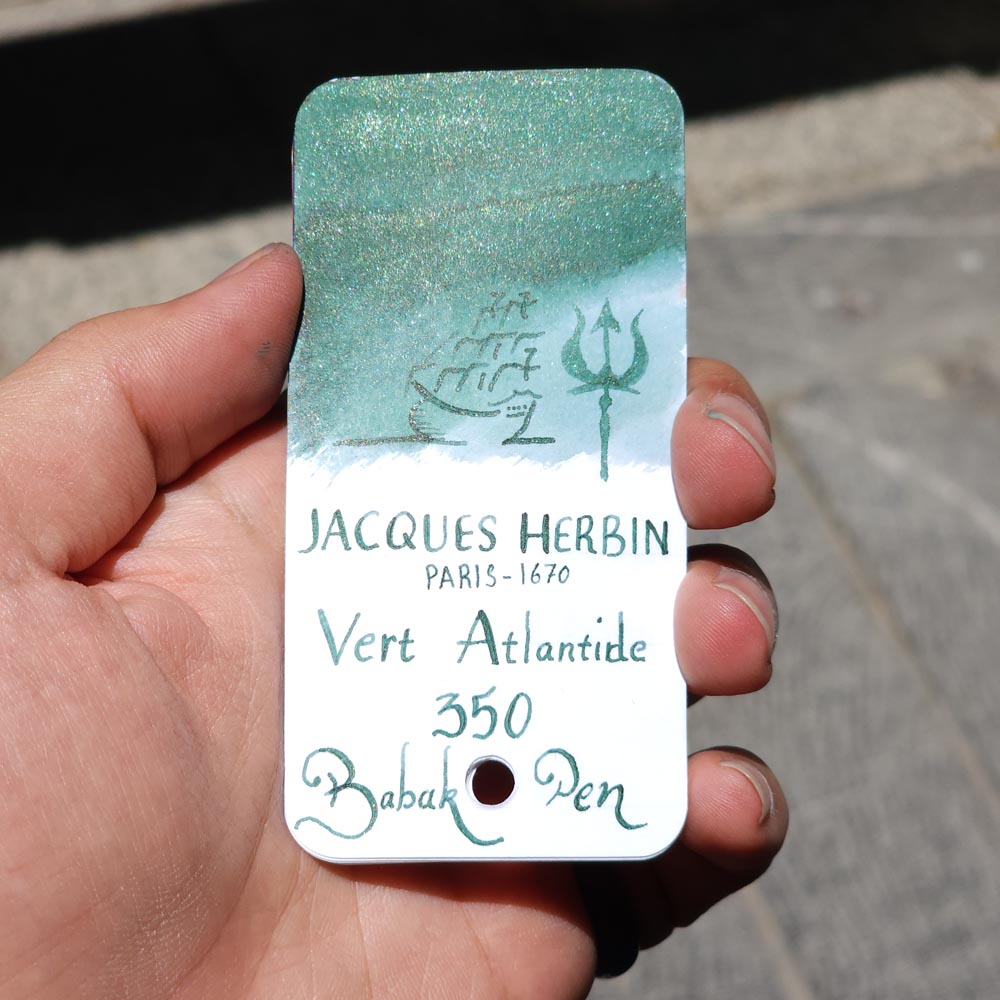 JACQUES HERBIN
PARIS-1670
Vert Atlantide
350
Babak Pen